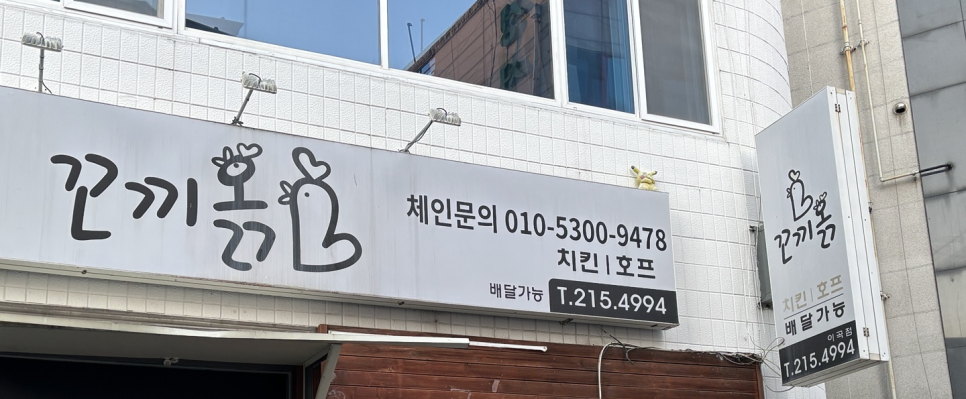 꼬끼옭
체인문의 010-5300-9478
치킨 | 호프
배달가능 T.215.4994
꼬끼옭
치킨 | 호프
배달가능
이곡점
T.215.4994